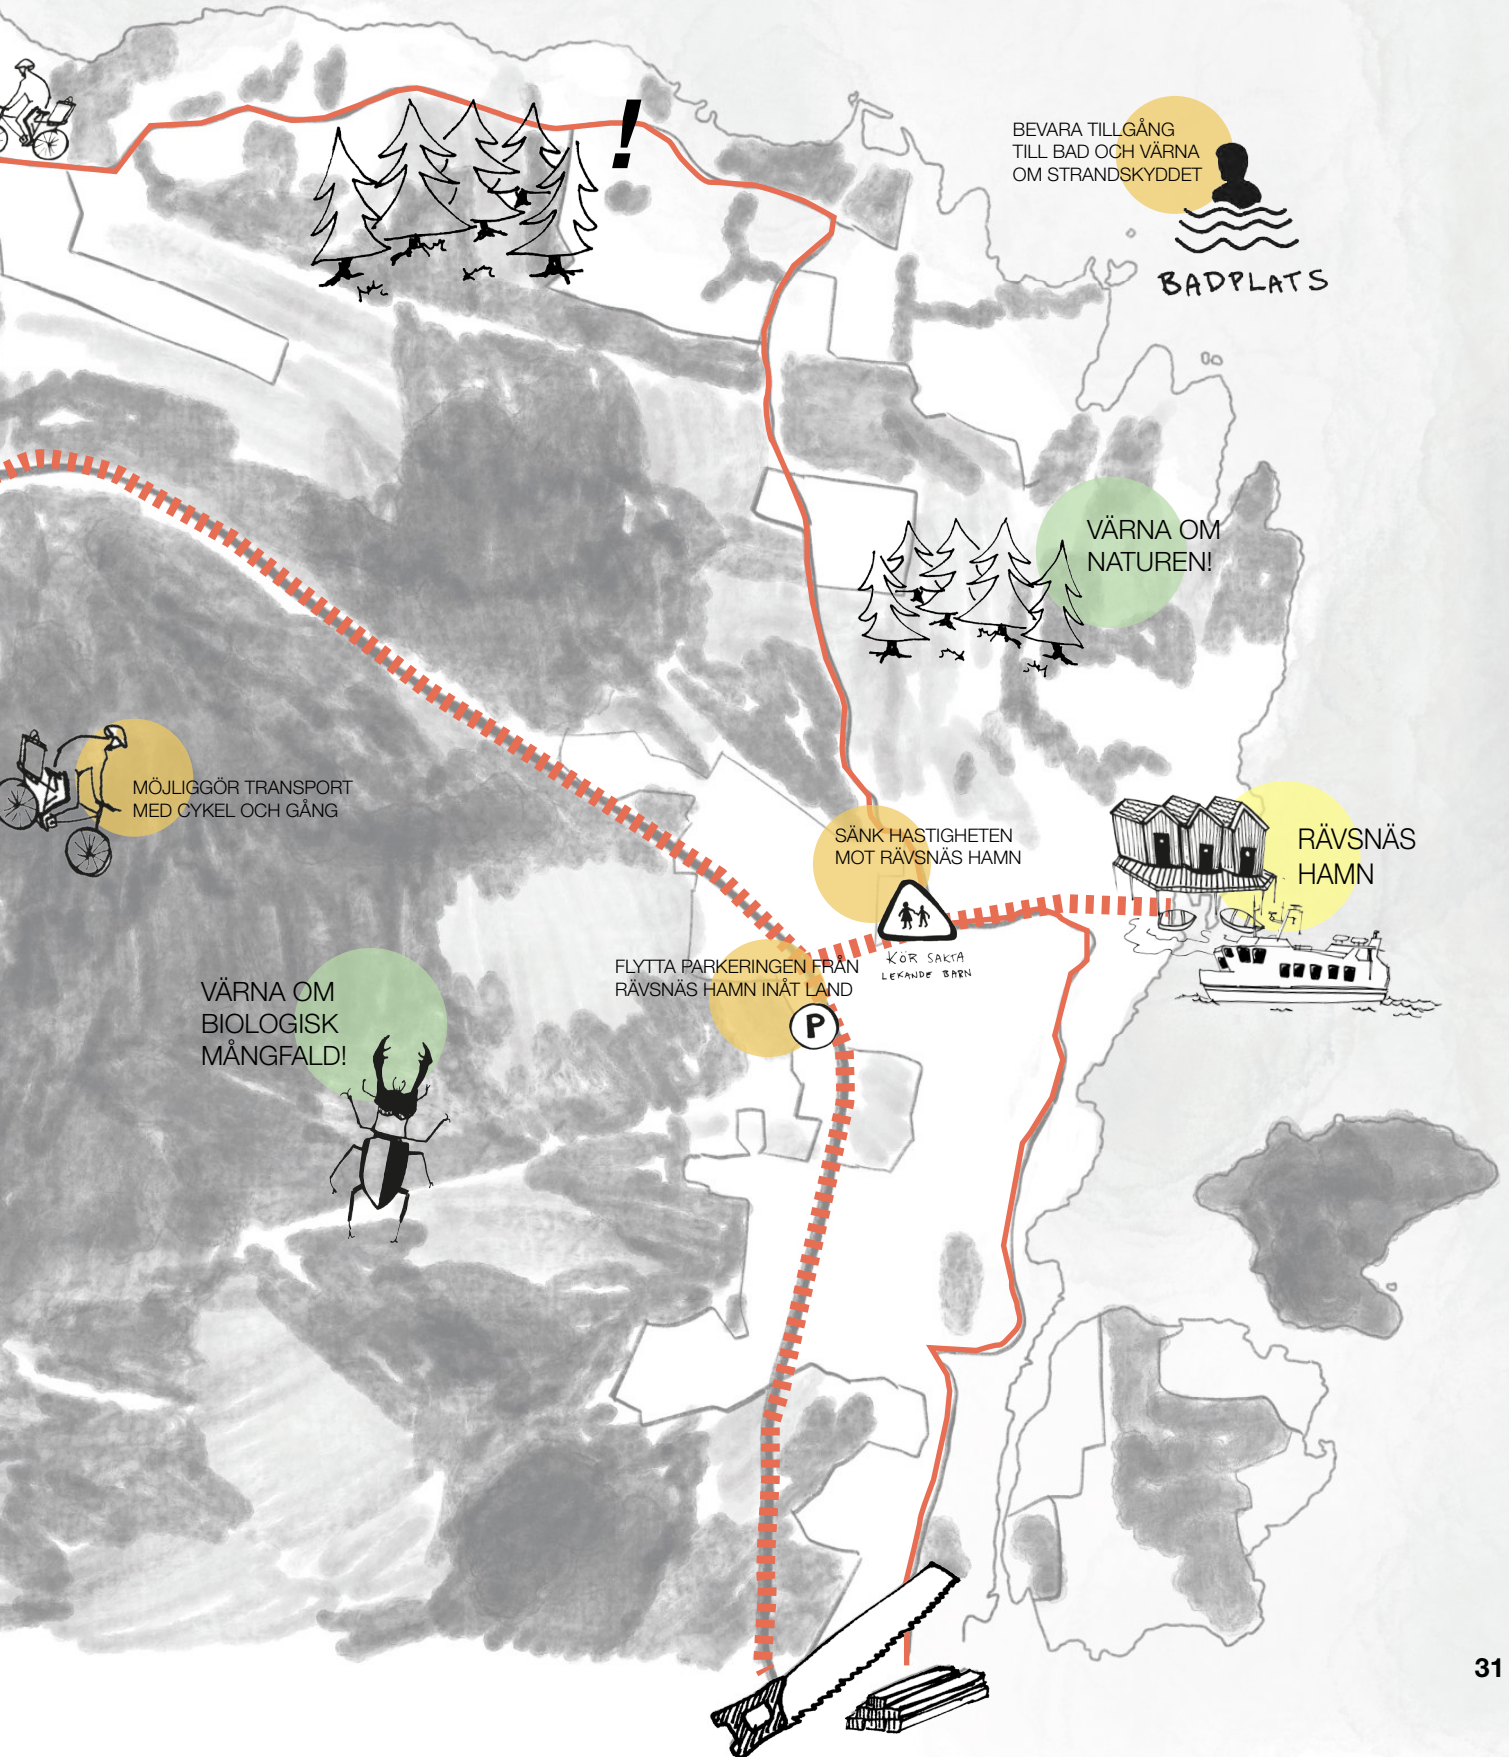 BEVARA TILLGÅNG
TILL BAD OCH VÄRNA
OM STRANDSKYDDET
BADPLATS
VÄRNA OM
NATUREN!
MÖJLIGGÖR TRANSPORT
MED CYKEL OCH GÅNG
SÄNK HASTIGHETEN
MOT RÄVSNÄS HAMN
RÄVSNÄS
HAMN
KÖR SAKTA
LEKANDE BARN
FLYTTA PARKERINGEN FRÅN
RÄVSNÄS HAMN INÅT LAND
P
VÄRNA OM
BIOLOGISK
MÅNGFALD!
!
31